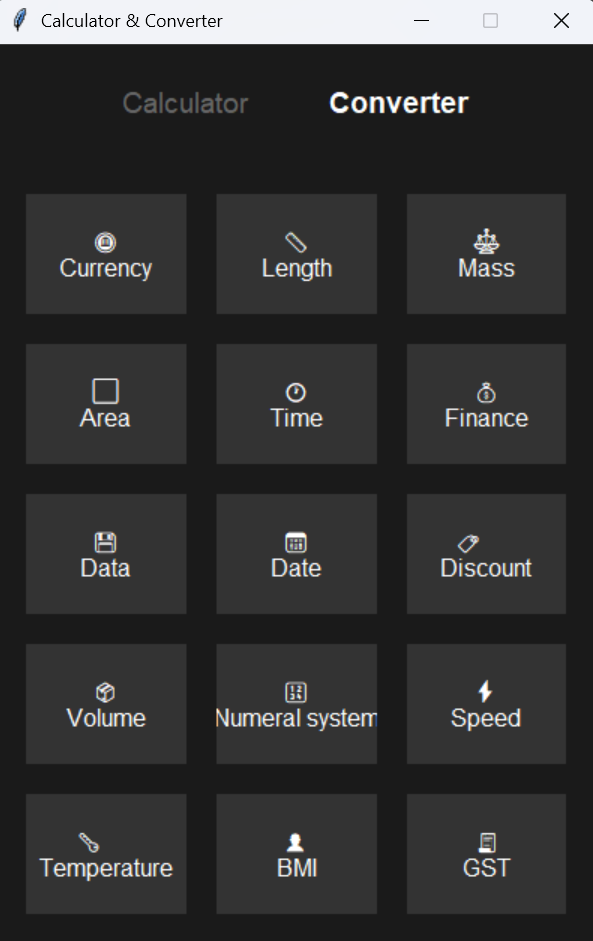 Calculator & Converter
Calculator Converter
Currency Length Mass
Area Time Finance
Data Date Discount
Volume Numeral system Speed
Temperature BMI GST